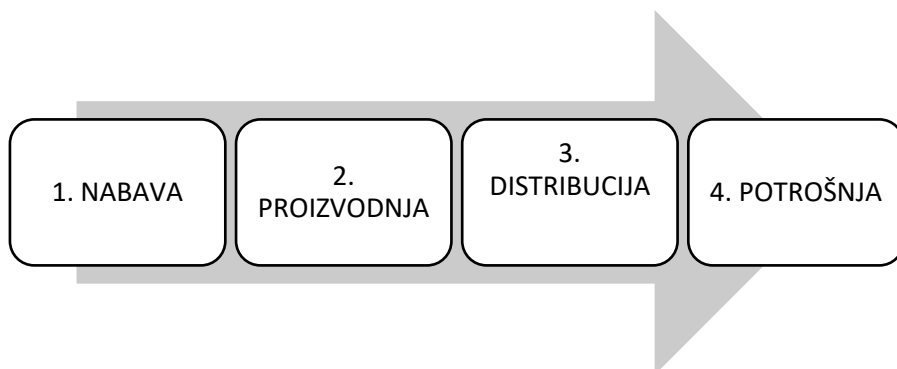 1. NABAVA
2.
PROIZVODNJA
3.
DISTRIBUCIJA
4. POTROŠNJA